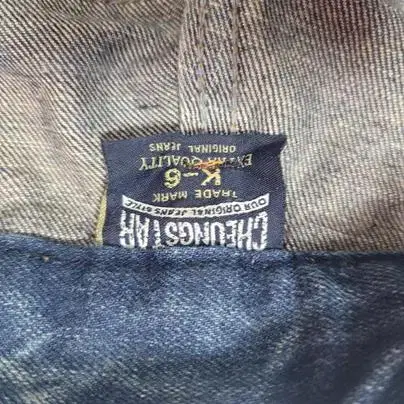 CHEUNGSTAR
OUR ORIGINAL JEANS STYLE
TRADE MARK
K-6
EXTRA QUALITY
ORIGINAL JEANS